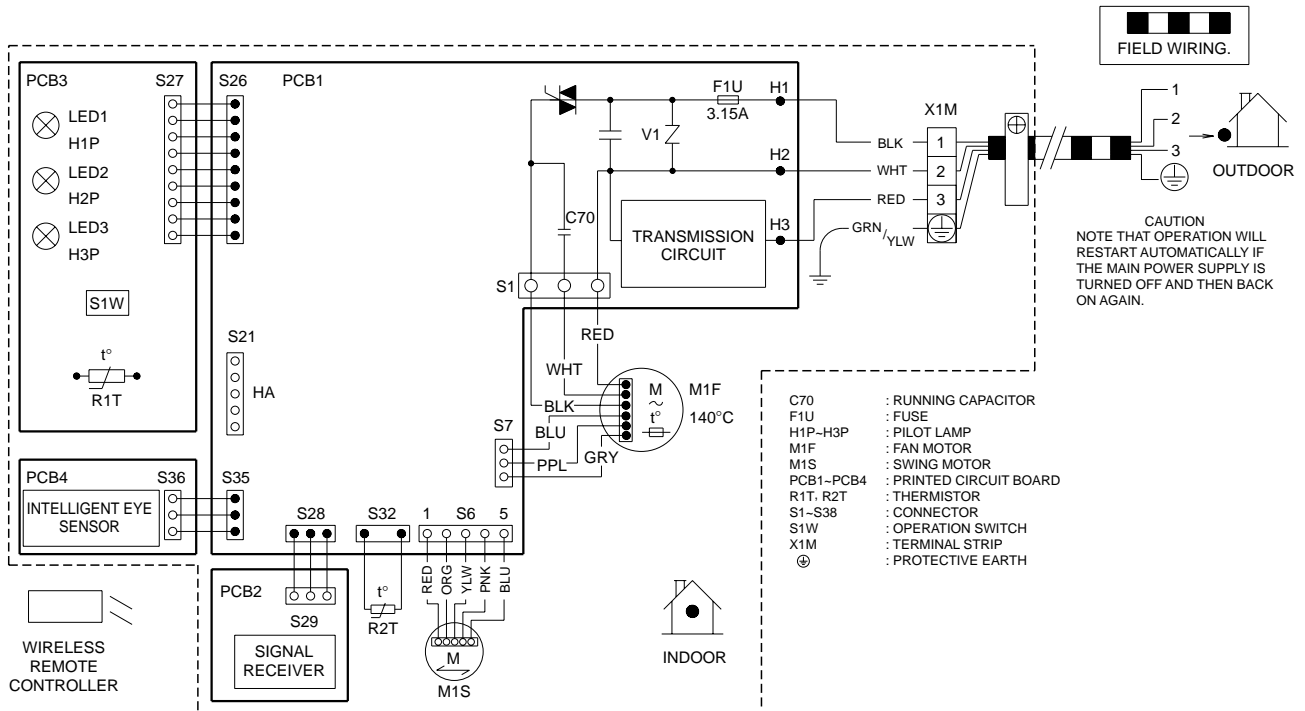 FIELD WIRING.
PCB3
S27
S26
PCB1
LED1
H1P
LED2
H2P
LED3
H3P
S1W
t°
R1T
S21
HA
F1U
3.15A
H1
V1
H2
C70
TRANSMISSION
CIRCUIT
H3
S1
X1M
BLK
1
WHT
2
RED
3
GRN/YLW
1
2
3
OUTDOOR
CAUTION
NOTE THAT OPERATION WILL
RESTART AUTOMATICALLY IF
THE MAIN POWER SUPPLY IS
TURNED OFF AND THEN BACK
ON AGAIN.
RED
WHT
BLK
BLU
PPL
GRY
S7
M
~
t°
M1F
140°C
PCB4
S36
S35
INTELLIGENT EYE
SENSOR
S28
S32
1
S6
5
RED
ORG
YLW
PNK
BLU
PCB2
S29
SIGNAL
RECEIVER
t°
R2T
M
M1S
WIRELESS
REMOTE
CONTROLLER
INDOOR
C70 : RUNNING CAPACITOR
F1U : FUSE
H1P~H3P : PILOT LAMP
M1F : FAN MOTOR
M1S : SWING MOTOR
PCB1~PCB4 : PRINTED CIRCUIT BOARD
R1T, R2T : THERMISTOR
S1~S38 : CONNECTOR
S1W : OPERATION SWITCH
X1M : TERMINAL STRIP
: PROTECTIVE EARTH